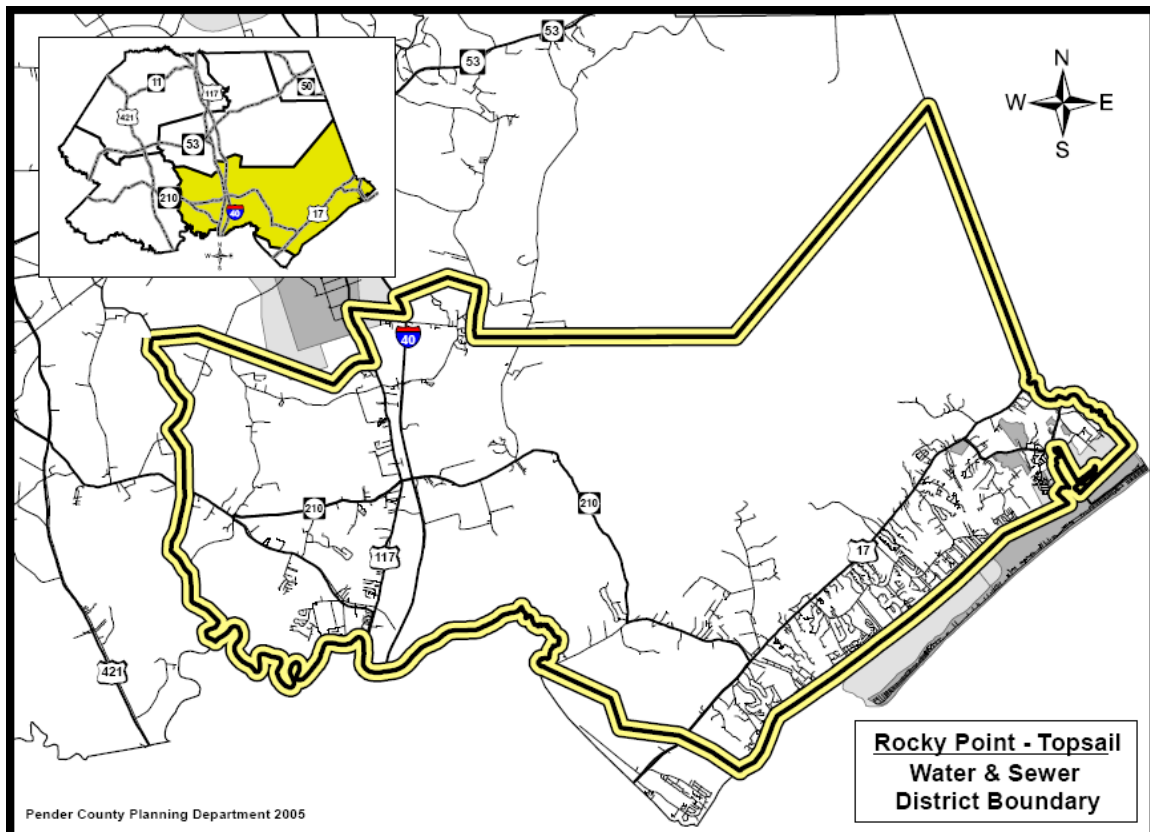 53
53
N
W
E
S
11
50
117
421
53
210
40
17
N
W
E
S
40
210
210
117
17
421
Rocky Point - Topsail
Water & Sewer
District Boundary
Pender County Planning Department 2005